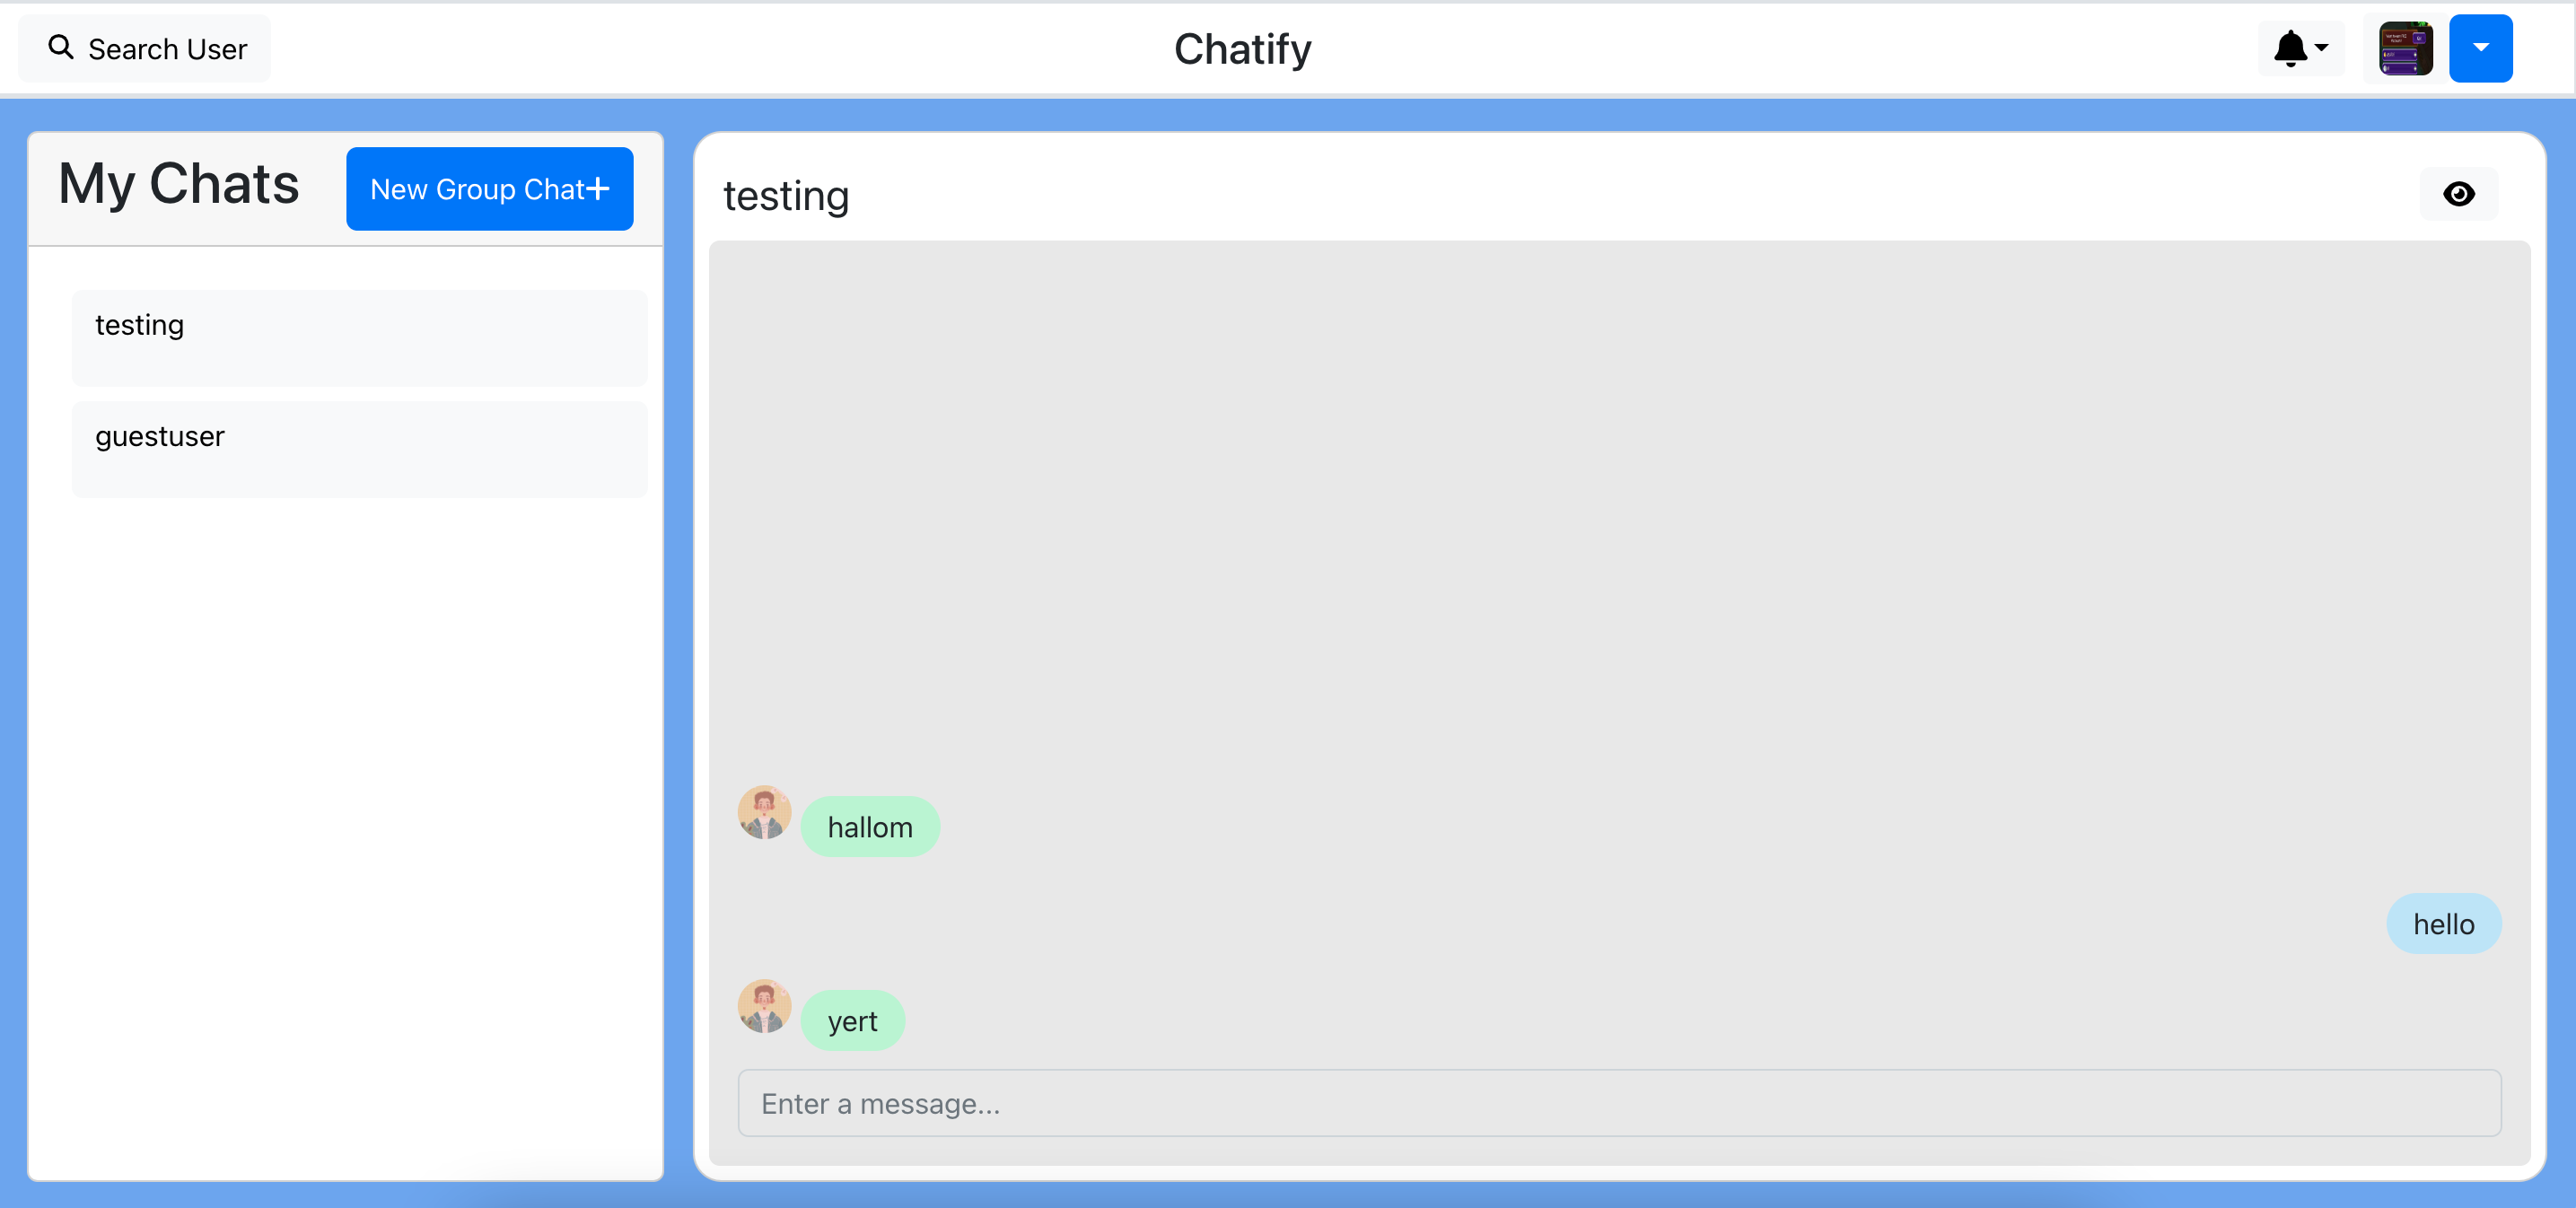 Search User
Chatify
My Chats
New Group Chat+
testing
guestuser
testing
hallom
hello
yert
Enter a message...